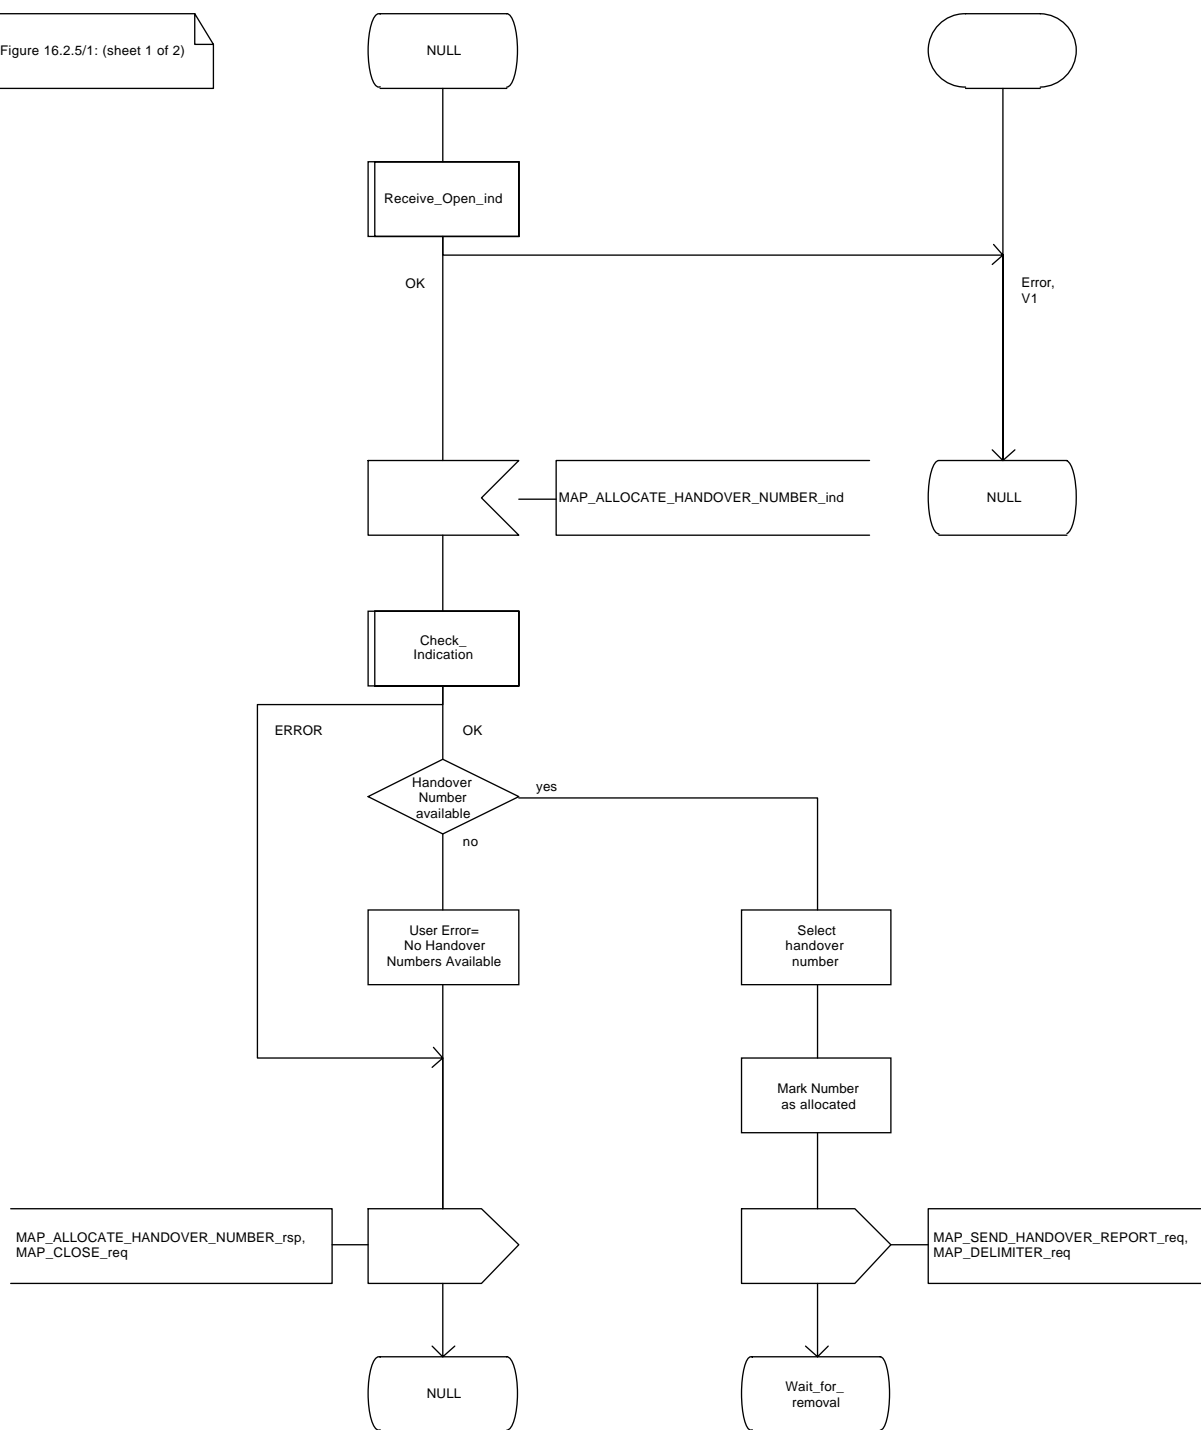 Figure 16.2.5/1: (sheet 1 of 2)
NULL
Receive_Open_ind
OK
Error,
V1
MAP_ALLOCATE_HANDOVER_NUMBER_ind
NULL
Check_
Indication
ERROR
OK
Handover
Number
available
yes
no
User Error=
No Handover
Numbers Available
Select
handover
number
Mark Number
as allocated
MAP_ALLOCATE_HANDOVER_NUMBER_rsp,
MAP_CLOSE_req
MAP_SEND_HANDOVER_REPORT_req,
MAP_DELIMITER_req
NULL
Wait_for_
removal